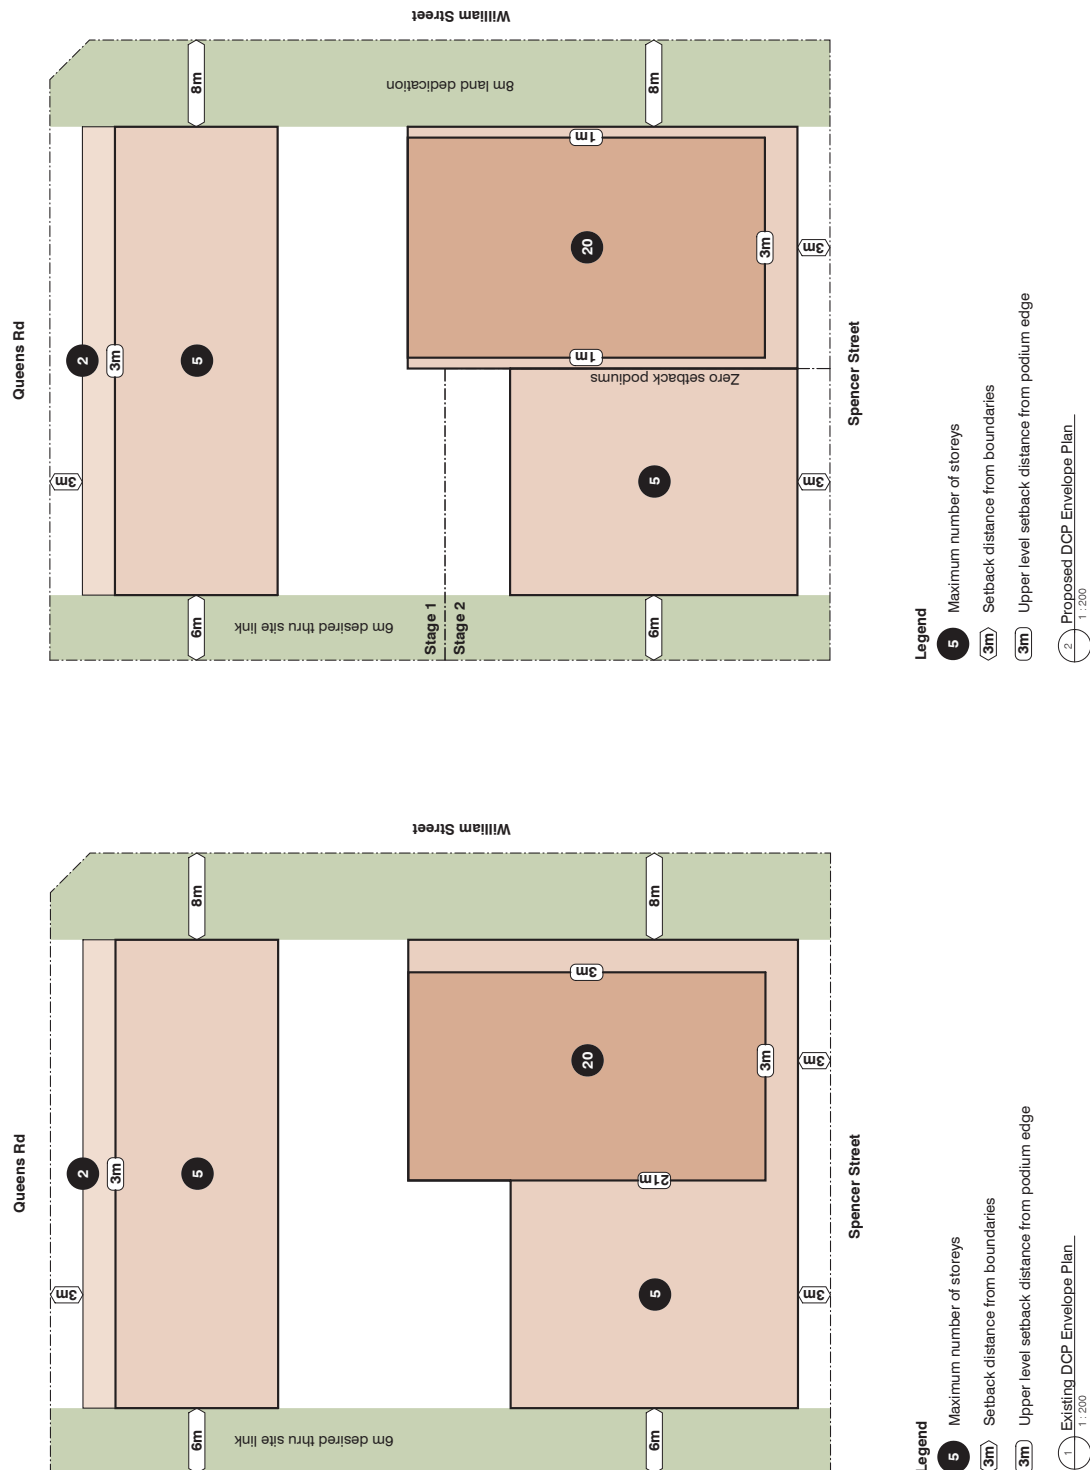 Queens Rd
William Street
3m
2
3m
5
6m
8m
6m desired thru site link
8m land dedication
Stage 1
Stage 2
20
1m
1m
3m
3m
Zero setback podiums
5
6m
8m
3m
Spencer Street
Legend
5 Maximum number of storeys
3m Setback distance from boundaries
3m Upper level setback distance from podium edge
2 Proposed DCP Envelope Plan
1 : 200
Queens Rd
William Street
3m
2
3m
5
6m
8m
6m desired thru site link
20
3m
21m
3m
3m
5
6m
8m
3m
Spencer Street
Legend
5 Maximum number of storeys
3m Setback distance from boundaries
3m Upper level setback distance from podium edge
1 Existing DCP Envelope Plan
1 : 200